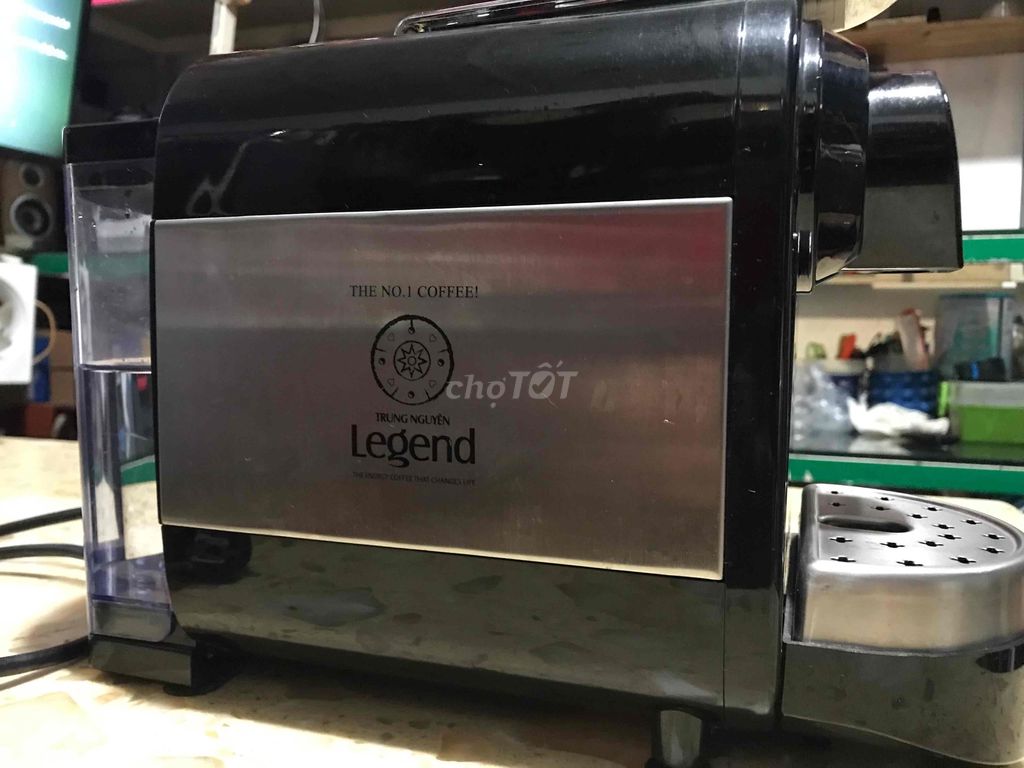 THE NO.1 COFFEE!
chợTỐT
TRUNG NGUYÊN
Legend
THE ENERGY COFFEE THAT CHANGES LIFE